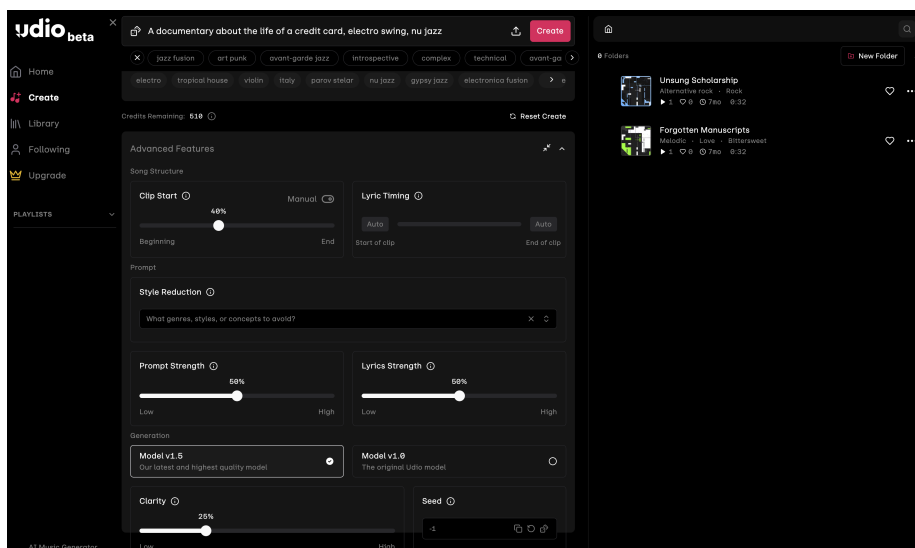 udio beta
Home
Create
Library
Following
Upgrade
PLAYLISTS
AI Music Generator
A documentary about the life of a credit card, electro swing, nu jazz
Create
jazz fusion art punk avant-garde jazz introspective complex technical avant-ga
electro tropical house violin italy parov stelar nu jazz gypsy jazz electronica fusion e
Credits Remaining: 510
Reset Create
Advanced Features
Song Structure
Clip Start
Manual
40%
Beginning End
Lyric Timing
Auto Auto
Start of clip End of clip
Prompt
Style Reduction
What genres, styles, or concepts to avoid?
Prompt Strength
50%
Low High
Lyrics Strength
50%
Low High
Generation
Model v1.5
Our latest and highest quality model
Model v1.0
The original Udio model
Clarity
25%
Low High
Seed
-1
0 Folders
New Folder
Unsung Scholarship
Alternative rock · Rock
1 0 7mo 0:32
Forgotten Manuscripts
Melodic · Love · Bittersweet
1 0 7mo 0:32